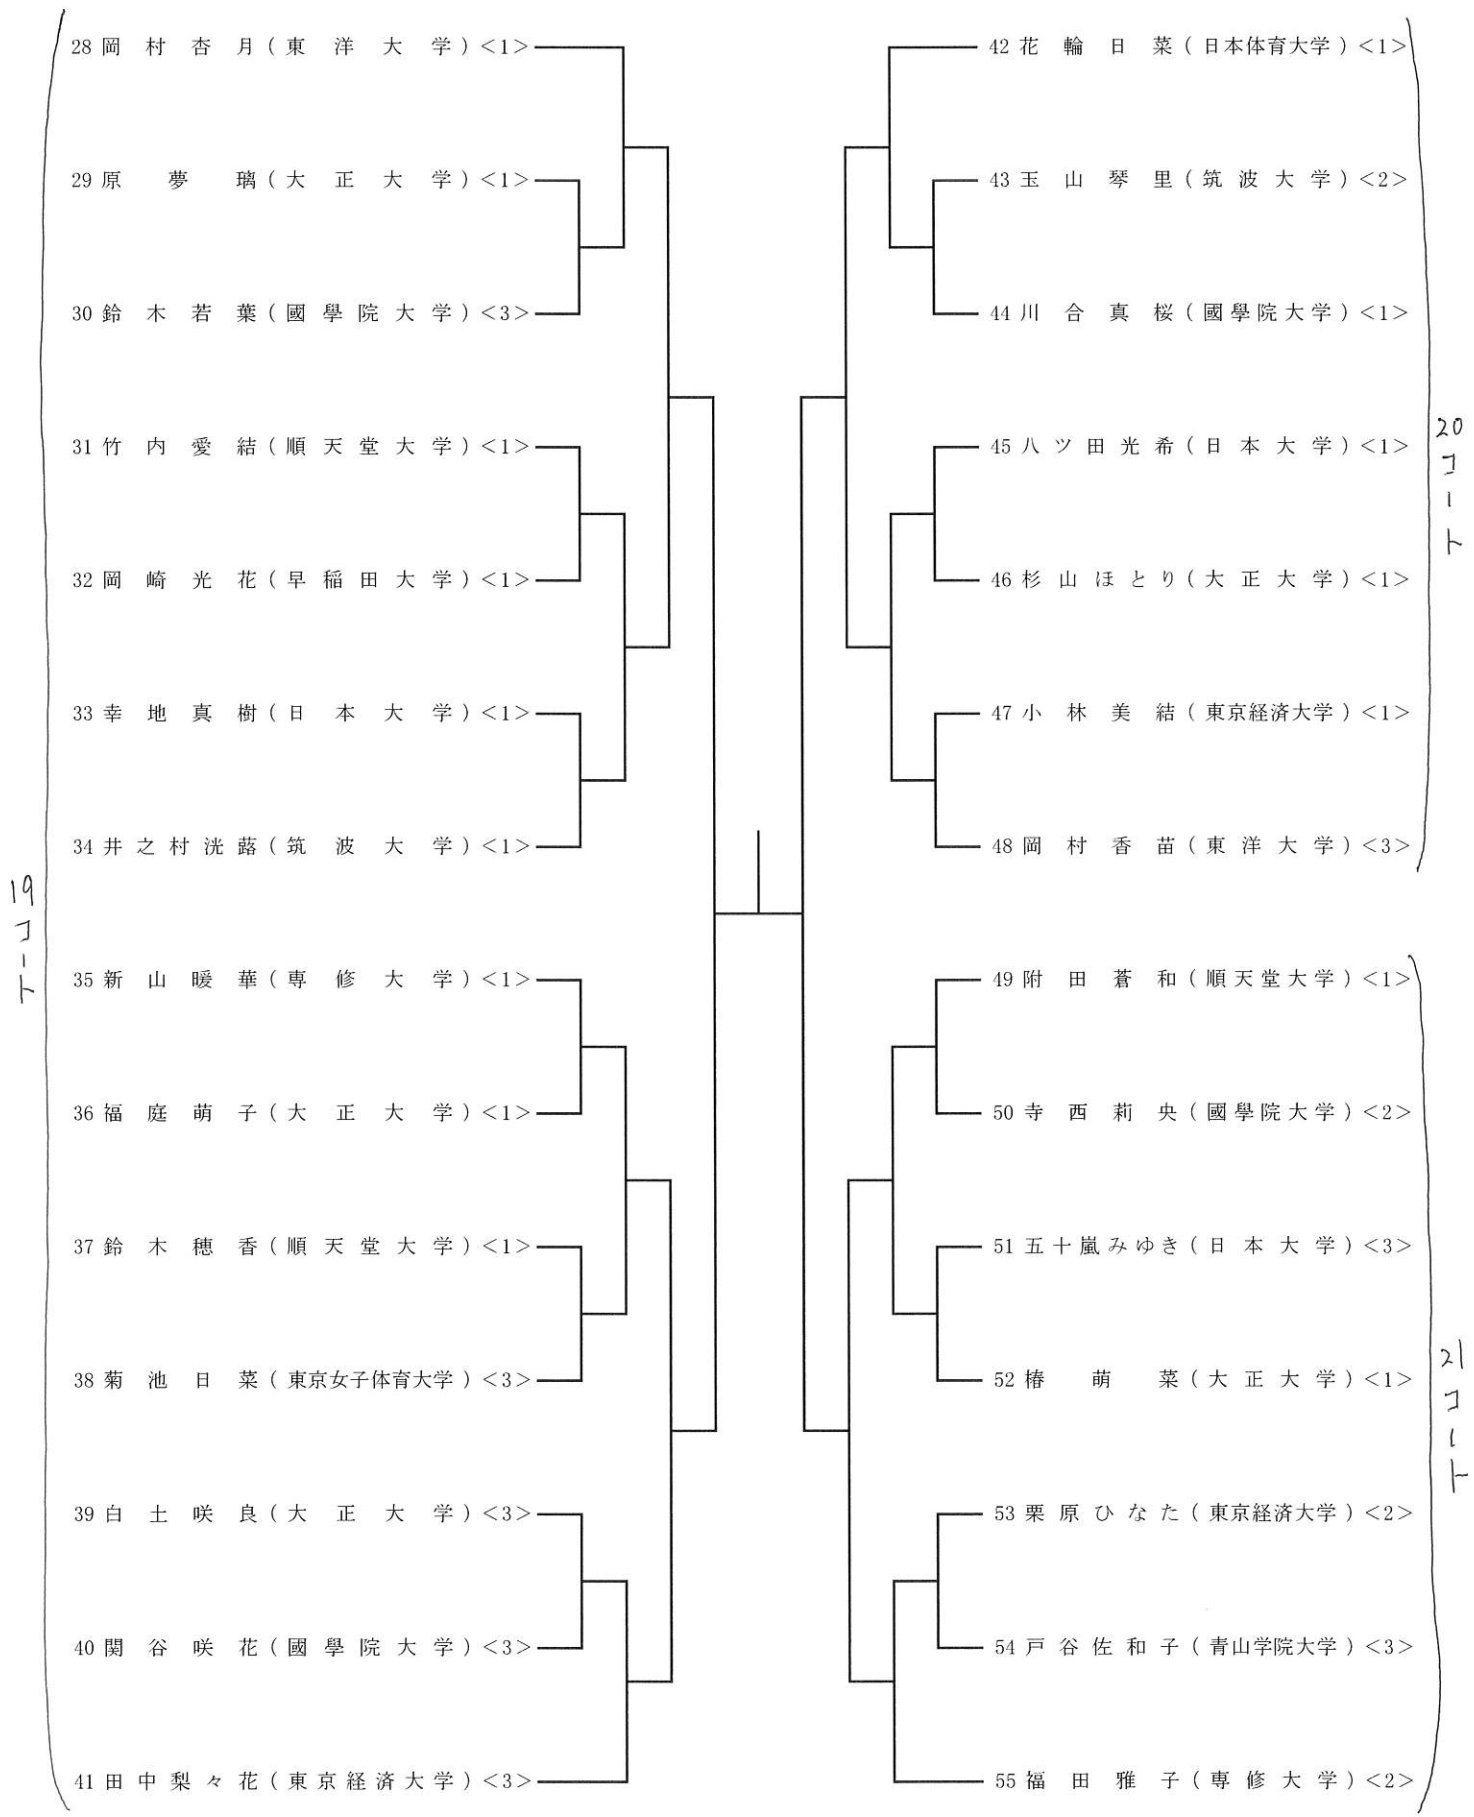 28 岡村杏月（東洋大学）<1>
29 原夢璃（大正大学）<1>
30 鈴木若葉（國學院大学）<3>
31 竹内愛結（順天堂大学）<1>
32 岡崎光花（早稲田大学）<1>
33 幸地真樹（日本大学）<1>
34 井之村洸蕗（筑波大学）<1>
35 新山暖華（専修大学）<1>
36 福庭萌子（大正大学）<1>
37 鈴木穂香（順天堂大学）<1>
38 菊池日菜（東京女子体育大学）<3>
39 白土咲良（大正大学）<3>
40 関谷咲花（國學院大学）<3>
41 田中梨々花（東京経済大学）<3>
19コート
42 花輪日菜（日本体育大学）<1>
43 玉山琴里（筑波大学）<2>
44 川合真桜（國學院大学）<1>
45 八ツ田光希（日本大学）<1>
46 杉山ほとり（大正大学）<1>
47 小林美結（東京経済大学）<1>
48 岡村香苗（東洋大学）<3>
20コート
49 附田蒼和（順天堂大学）<1>
50 寺西莉央（國學院大学）<2>
51 五十嵐みゆき（日本大学）<3>
52 椿萌菜（大正大学）<1>
53 栗原ひなた（東京経済大学）<2>
54 戸谷佐和子（青山学院大学）<3>
55 福田雅子（専修大学）<2>
21コート